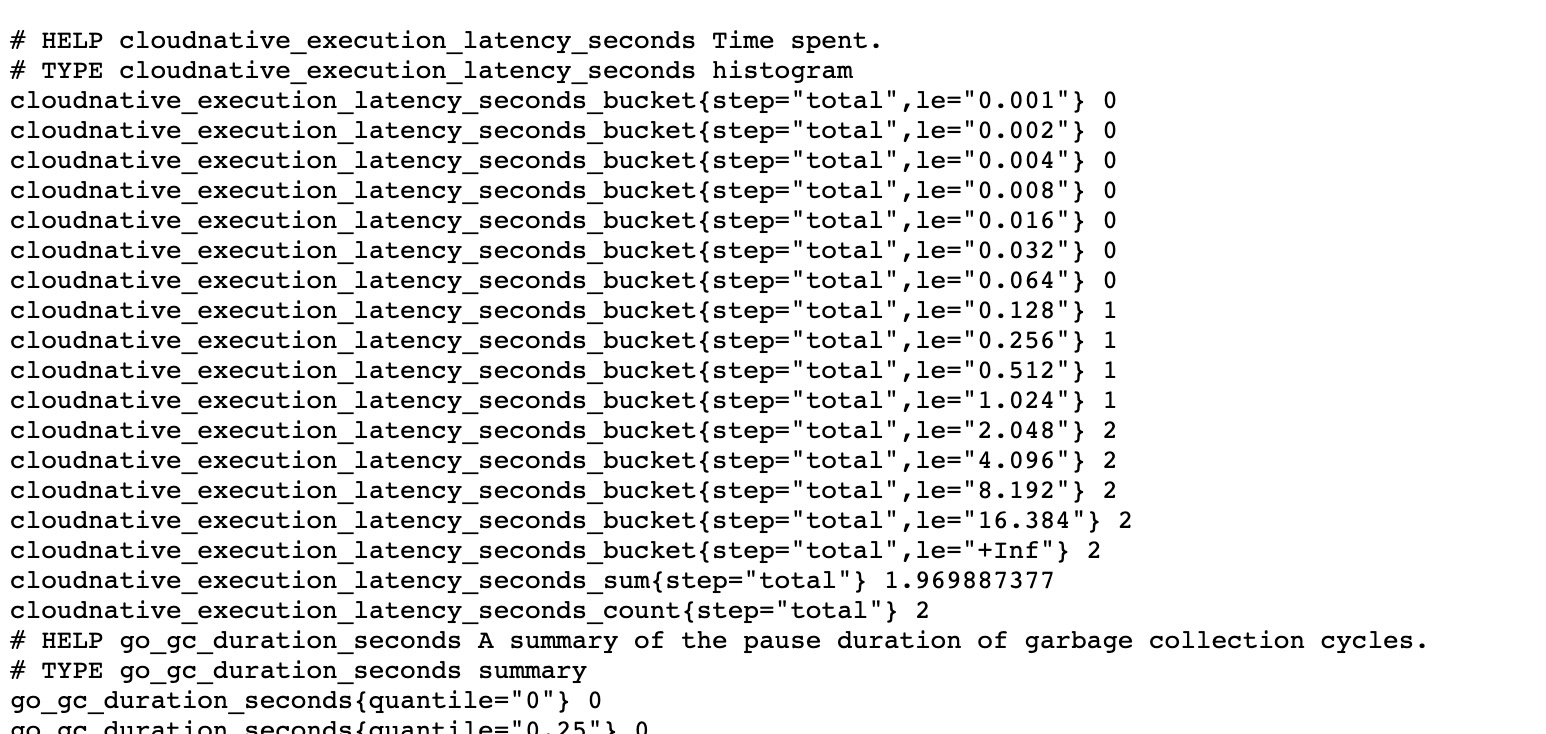 # HELP cloudnative_execution_latency_seconds Time spent.
# TYPE cloudnative_execution_latency_seconds histogram
cloudnative_execution_latency_seconds_bucket{step="total",le="0.001"} 0
cloudnative_execution_latency_seconds_bucket{step="total",le="0.002"} 0
cloudnative_execution_latency_seconds_bucket{step="total",le="0.004"} 0
cloudnative_execution_latency_seconds_bucket{step="total",le="0.008"} 0
cloudnative_execution_latency_seconds_bucket{step="total",le="0.016"} 0
cloudnative_execution_latency_seconds_bucket{step="total",le="0.032"} 0
cloudnative_execution_latency_seconds_bucket{step="total",le="0.064"} 0
cloudnative_execution_latency_seconds_bucket{step="total",le="0.128"} 1
cloudnative_execution_latency_seconds_bucket{step="total",le="0.256"} 1
cloudnative_execution_latency_seconds_bucket{step="total",le="0.512"} 1
cloudnative_execution_latency_seconds_bucket{step="total",le="1.024"} 1
cloudnative_execution_latency_seconds_bucket{step="total",le="2.048"} 2
cloudnative_execution_latency_seconds_bucket{step="total",le="4.096"} 2
cloudnative_execution_latency_seconds_bucket{step="total",le="8.192"} 2
cloudnative_execution_latency_seconds_bucket{step="total",le="16.384"} 2
cloudnative_execution_latency_seconds_bucket{step="total",le="+Inf"} 2
cloudnative_execution_latency_seconds_sum{step="total"} 1.969887377
cloudnative_execution_latency_seconds_count{step="total"} 2
# HELP go_gc_duration_seconds A summary of the pause duration of garbage collection cycles.
# TYPE go_gc_duration_seconds summary
go_gc_duration_seconds{quantile="0"} 0
go_gc_duration_seconds{quantile="0.25"} 0